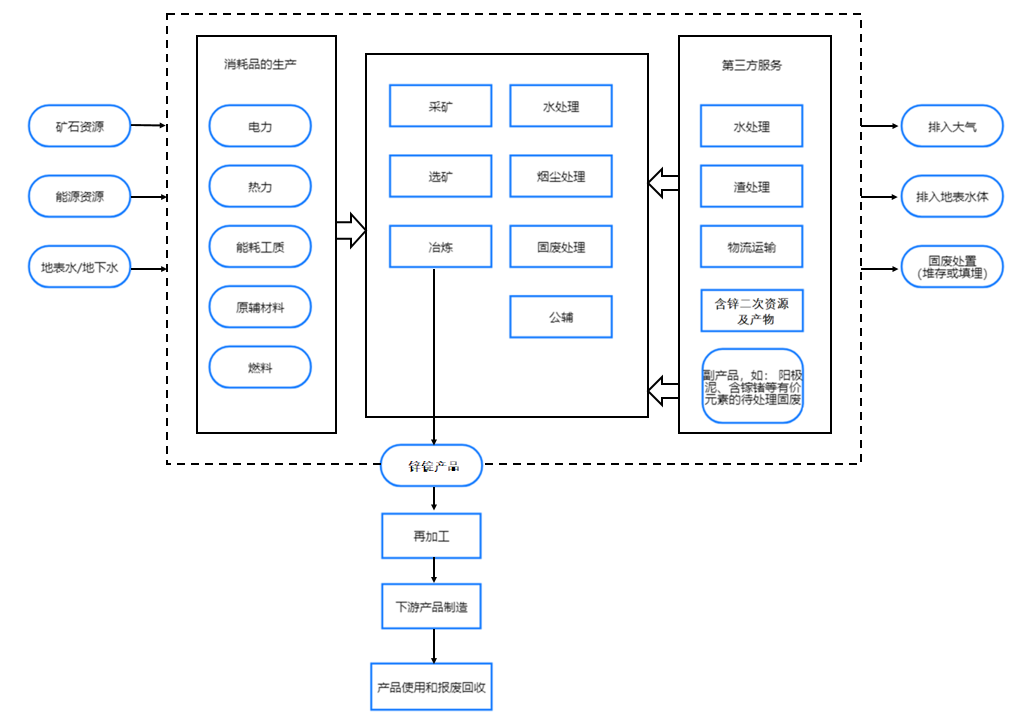 矿石资源
能源资源
地表水/地下水
消耗品的生产
电力
热力
能耗工质
原辅材料
燃料
采矿
水处理
选矿
烟尘处理
冶炼
固废处理
公辅
第三方服务
水处理
渣处理
物流运输
含锌二次资源
及产物
副产品，如： 阳极
泥、含镓锗等有价
元素的待处理固废
排入大气
排入地表水体
固废处置
（堆存或填埋）
锌锭产品
再加工
下游产品制造
产品使用和报废回收